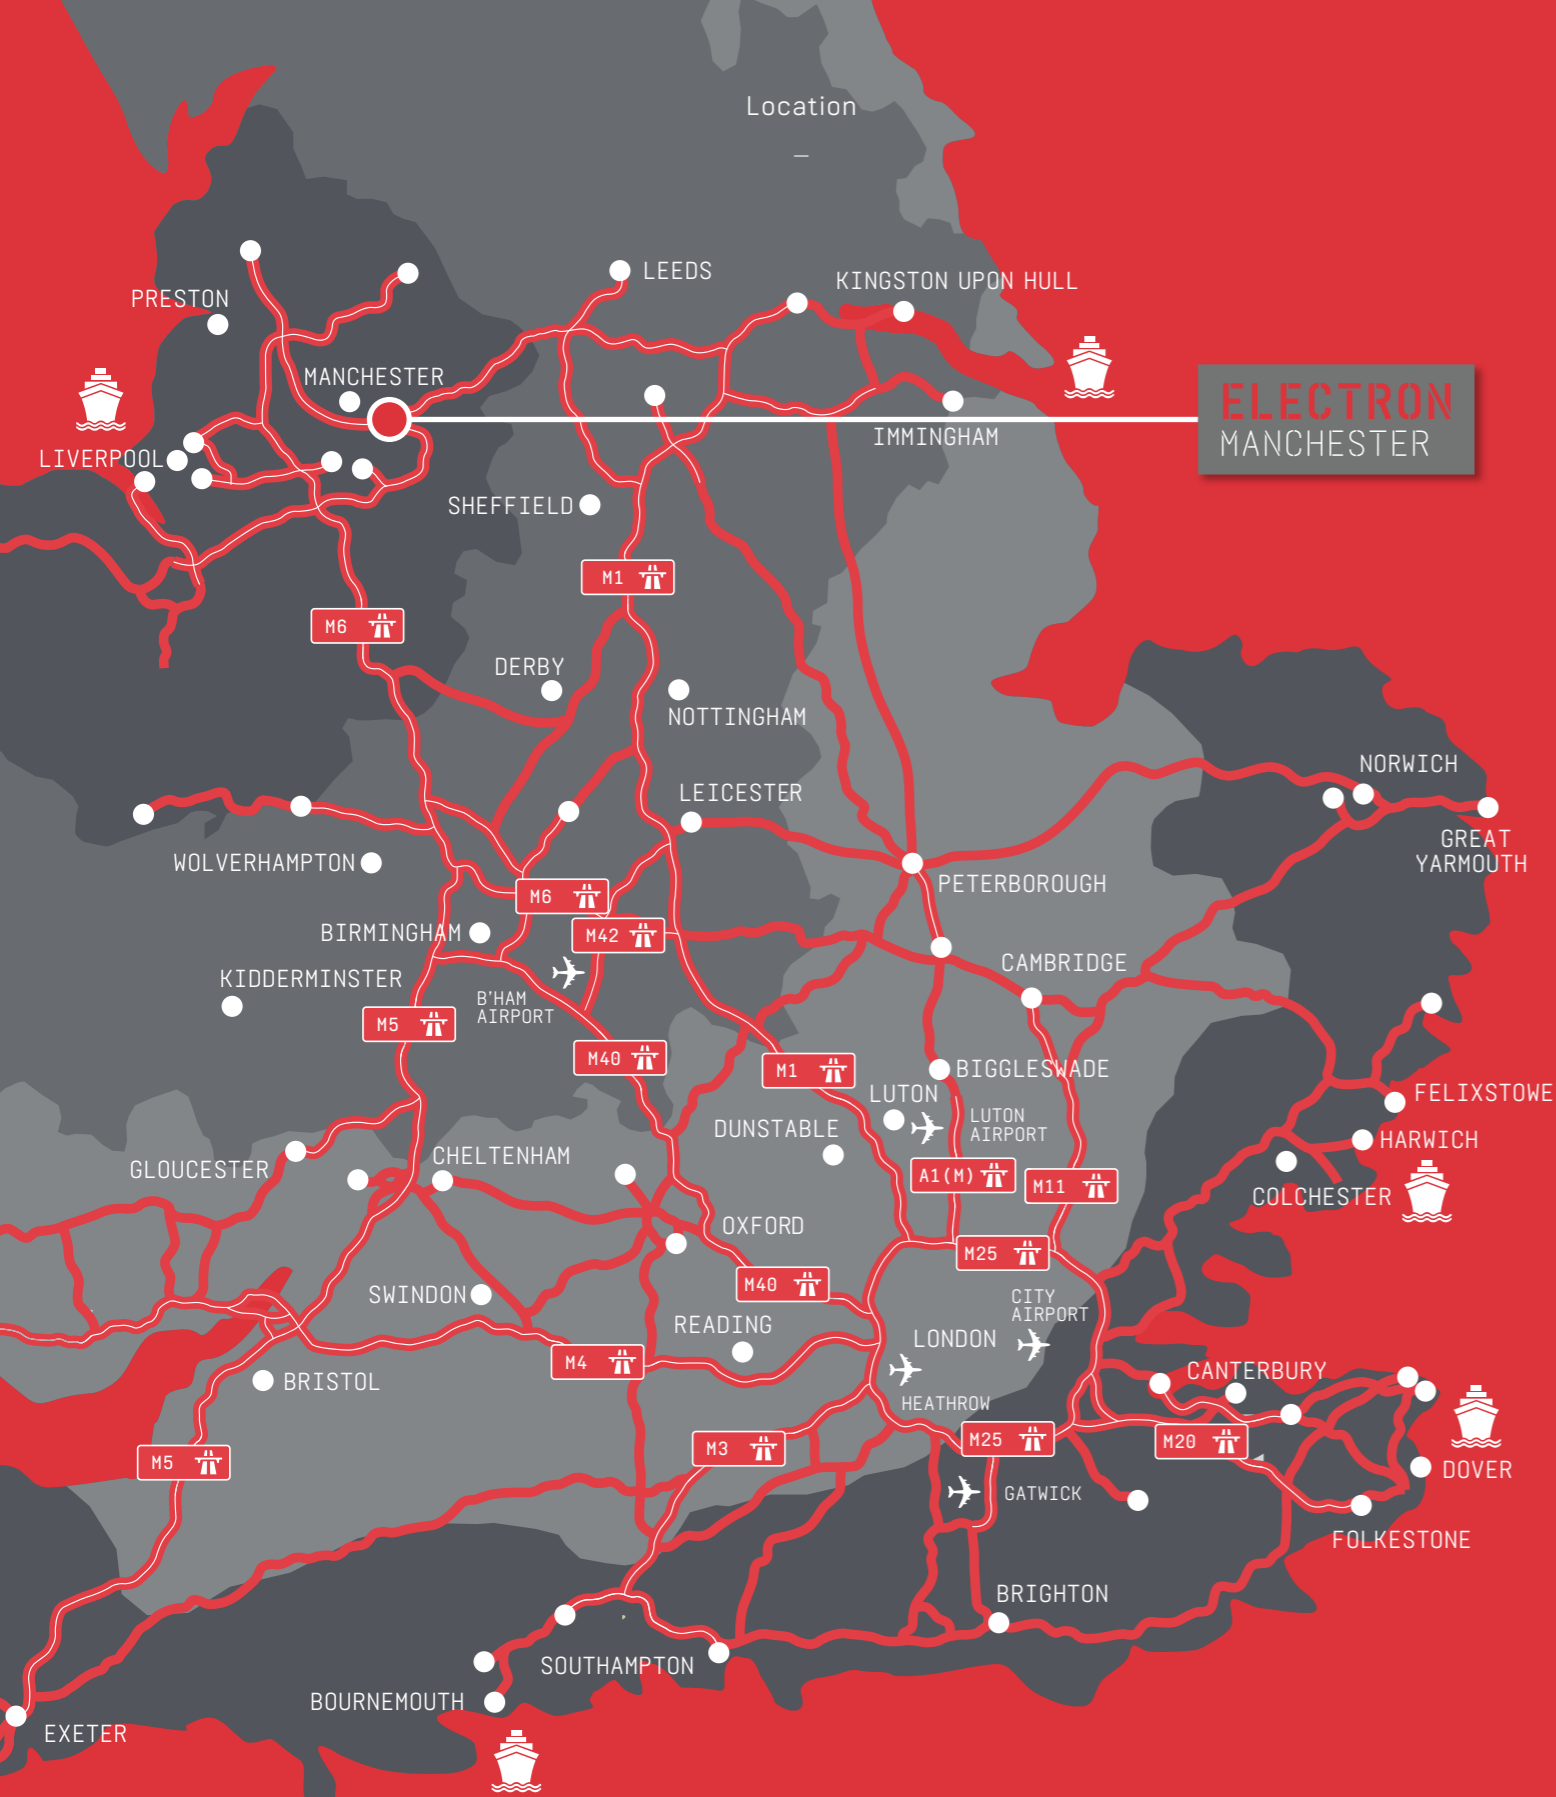 Location
LEEDS
KINGSTON UPON HULL
PRESTON
MANCHESTER
ELECTRON
MANCHESTER
IMMINGHAM
LIVERPOOL
SHEFFIELD
M1
M6
DERBY
NOTTINGHAM
NORWICH
LEICESTER
GREAT
YARMOUTH
WOLVERHAMPTON
PETERBOROUGH
M6
BIRMINGHAM
M42
CAMBRIDGE
KIDDERMINSTER
B'HAM
AIRPORT
M5
M40
M1
BIGGLESWADE
LUTON
FELIXSTOWE
DUNSTABLE
LUTON
AIRPORT
HARWICH
CHELTENHAM
GLOUCESTER
A1(M)
M11
COLCHESTER
OXFORD
M25
M40
SWINDON
CITY
AIRPORT
READING
LONDON
M4
CANTERBURY
BRISTOL
HEATHROW
M3
M25
M20
M5
DOVER
GATWICK
FOLKESTONE
BRIGHTON
SOUTHAMPTON
BOURNEMOUTH
EXETER